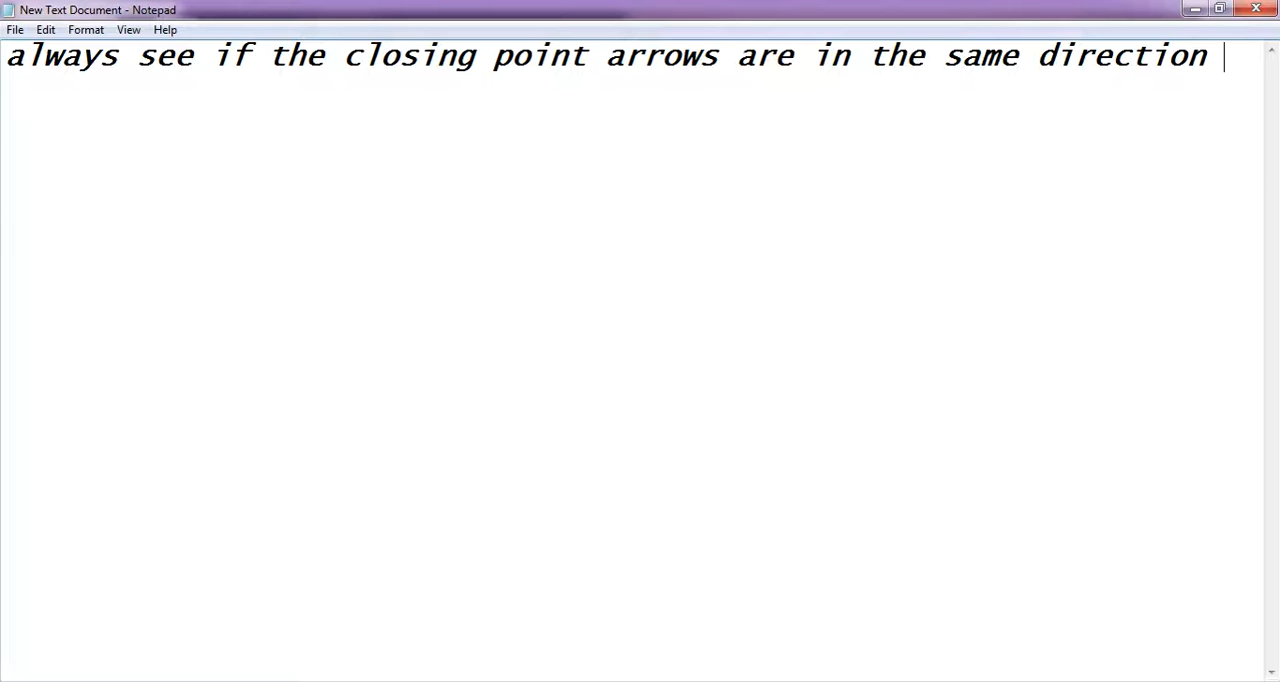 New Text Document - Notepad
File Edit Format View Help
always see if the closing point arrows are in the same direction